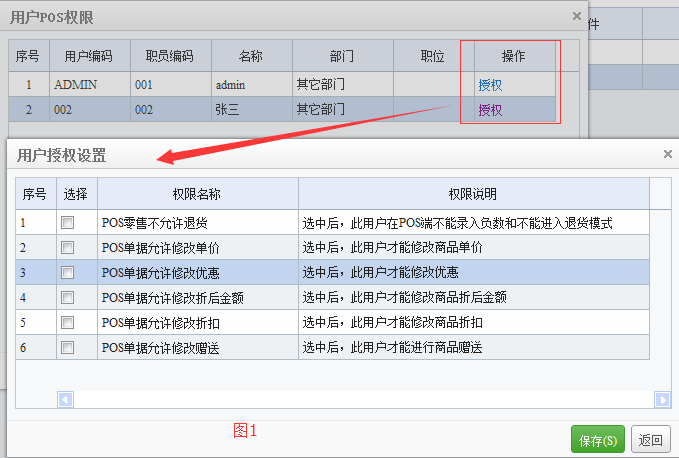 用户POS权限 ×
件
序号 用户编码 职员编码 名称 部门 职位 操作
1 ADMIN 001 admin 其它部门 授权
2 002 002 张三 其它部门 授权
用户授权设置 ×
序号 选择 权限名称 权限说明
1 POS零售不允许退货 选中后，此用户在POS端不能录入负数和不能进入退货模式
2 POS单据允许修改单价 选中后，此用户才能修改商品单价
3 POS单据允许修改优惠 选中后，此用户才能修改优惠
4 POS单据允许修改折后金额 选中后，此用户才能修改商品折后金额
5 POS单据允许修改折扣 选中后，此用户才能修改商品折扣
6 POS单据允许修改赠送 选中后，此用户才能进行商品赠送
图1
保存(S) 返回